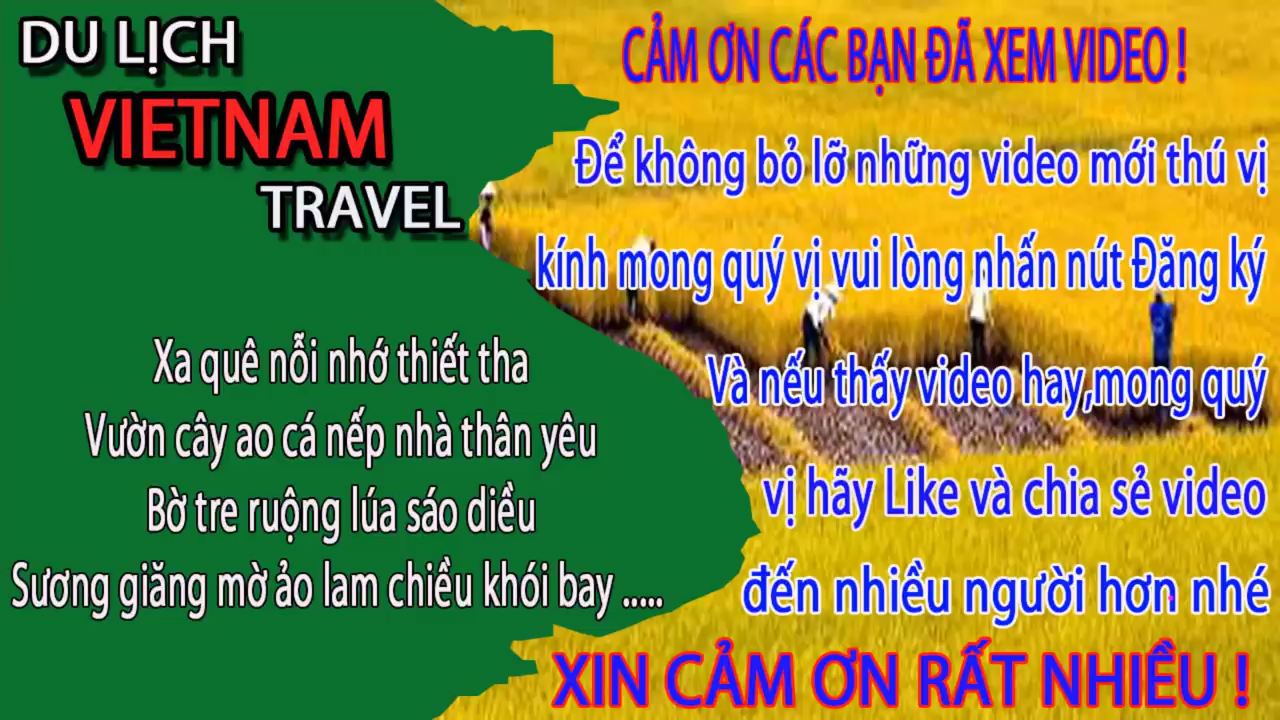 DU LỊCH
VIETNAM
TRAVEL
Xa quê nỗi nhớ thiết tha
Vườn cây ao cá nếp nhà thân yêu
Bờ tre ruộng lúa sáo diều
Sương giăng mờ ảo lam chiều khói bay .....
CẢM ƠN CÁC BẠN ĐÃ XEM VIDEO !
Để không bỏ lỡ những video mới thú vị
kính mong quý vị vui lòng nhấn nút Đăng ký
Và nếu thấy video hay,mong quý
vị hãy Like và chia sẻ video
đến nhiều người hơn nhé
XIN CẢM ƠN RẤT NHIỀU !